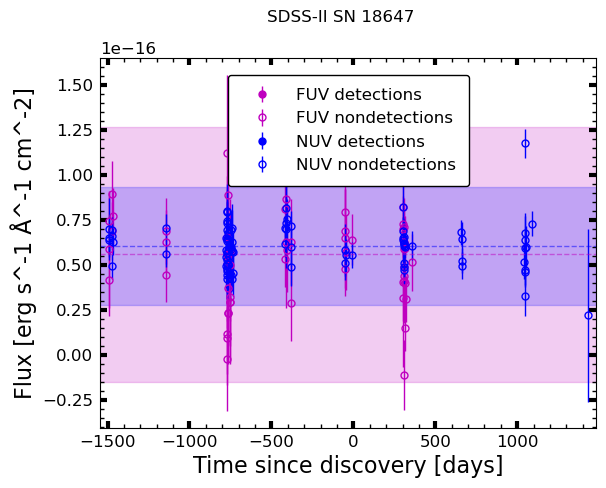 SDSS-II SN 18647
1e−16
1.50
1.25
1.00
0.75
0.50
0.25
0.00
−0.25
Flux [erg s^-1 Å^-1 cm^-2]
FUV detections
FUV nondetections
NUV detections
NUV nondetections
−1500 −1000 −500 0 500 1000
Time since discovery [days]